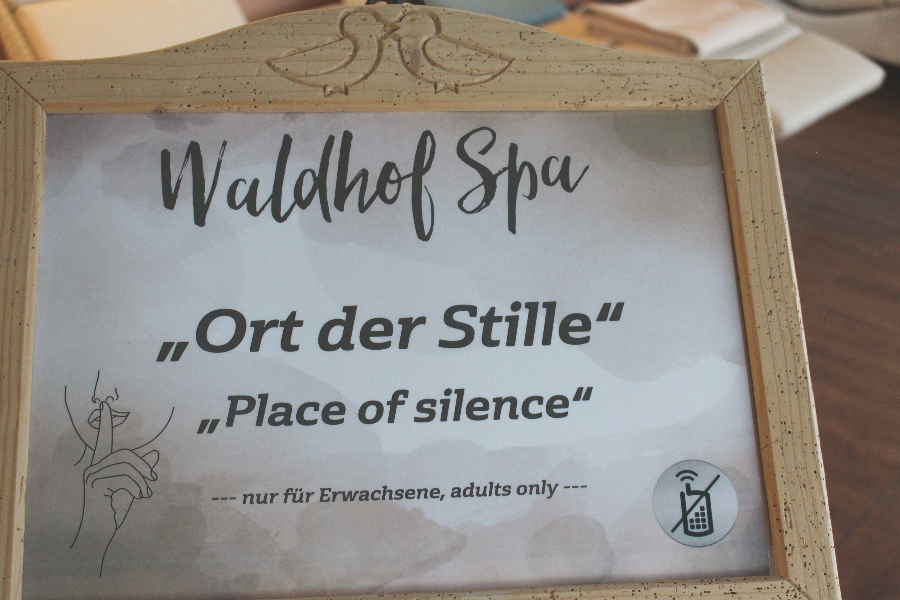 Waldhof Spa
„Ort der Stille“
„Place of silence“
--- nur für Erwachsene, adults only ---